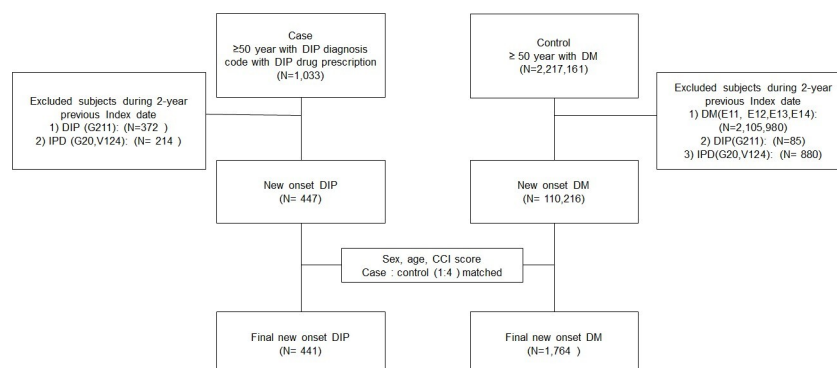 Case
≥50 year with DIP diagnosis
code with DIP drug prescription
(N=1,033)
Control
≥ 50 year with DM
(N=2,217,161)
Excluded subjects during 2-year
previous Index date
1) DIP (G211): (N=372 )
2) IPD (G20,V124): (N= 214 )
Excluded subjects during 2-year
previous Index date
1) DM(E11, E12,E13,E14):
(N=2,105,980)
2) DIP(G211): (N=85)
3) IPD(G20,V124): (N= 880)
New onset DIP
(N= 447)
New onset DM
(N= 110,216)
Sex, age, CCI score
Case : control (1:4 ) matched
Final new onset DIP
(N= 441)
Final new onset DM
(N=1,764 )